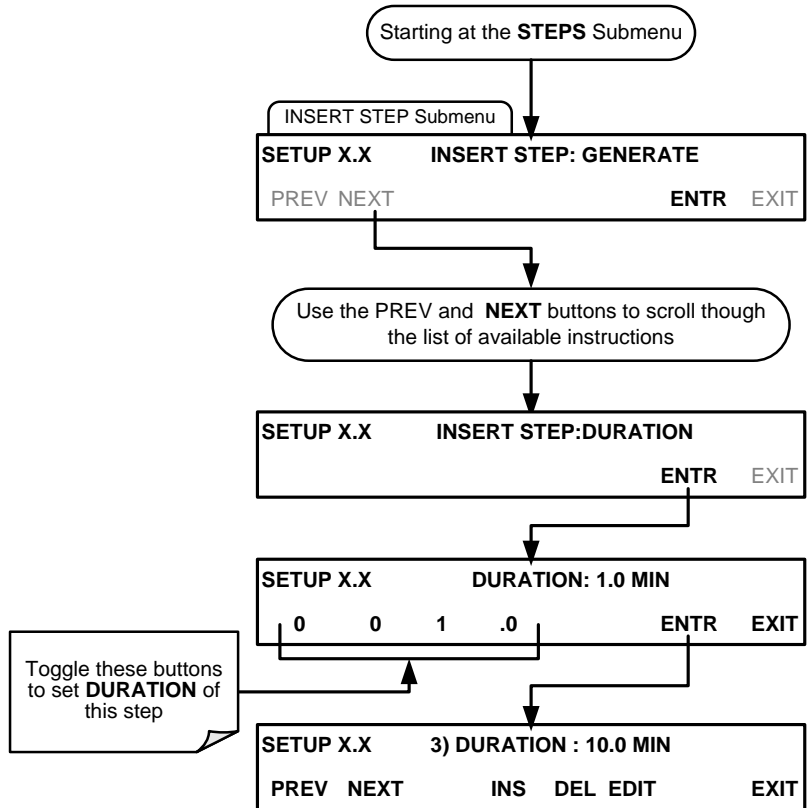 Starting at the STEPS Submenu
INSERT STEP Submenu
SETUP X.X INSERT STEP: GENERATE
PREV NEXT ENTR EXIT
Use the PREV and NEXT buttons to scroll though
the list of available instructions
SETUP X.X INSERT STEP:DURATION
ENTR EXIT
SETUP X.X DURATION: 1.0 MIN
0 0 1 .0 ENTR EXIT
Toggle these buttons
to set DURATION of
this step
SETUP X.X 3) DURATION : 10.0 MIN
PREV NEXT INS DEL EDIT EXIT